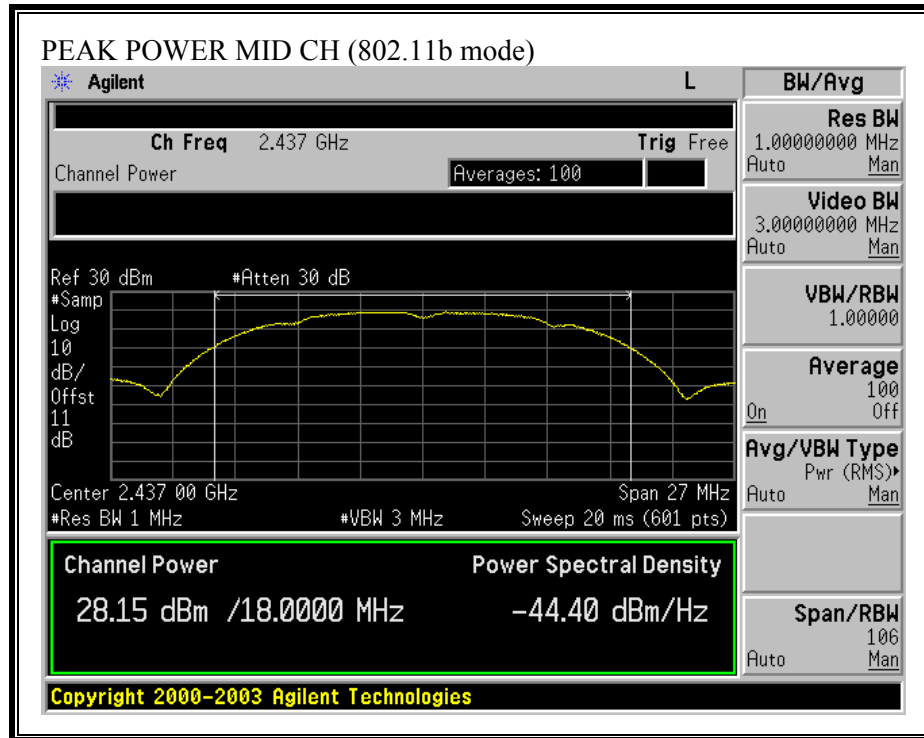 PEAK POWER MID CH (802.11b mode)
Agilent L
Ch Freq 2.437 GHz Trig Free
Channel Power Averages: 100
Ref 30 dBm #Atten 30 dB
#Samp
Log
10
dB/
Offst
11
dB
Center 2.437 00 GHz Span 27 MHz
#Res BW 1 MHz #VBW 3 MHz Sweep 20 ms (601 pts)
Channel Power Power Spectral Density
28.15 dBm /18.0000 MHz -44.40 dBm/Hz
Copyright 2000-2003 Agilent Technologies
BW/Avg
Res BW
1.00000000 MHz
Auto Man
Video BW
3.00000000 MHz
Auto Man
VBW/RBW
1.00000
Average
100
On Off
Avg/VBW Type
Pwr (RMS)▸
Auto Man
Span/RBW
106
Auto Man